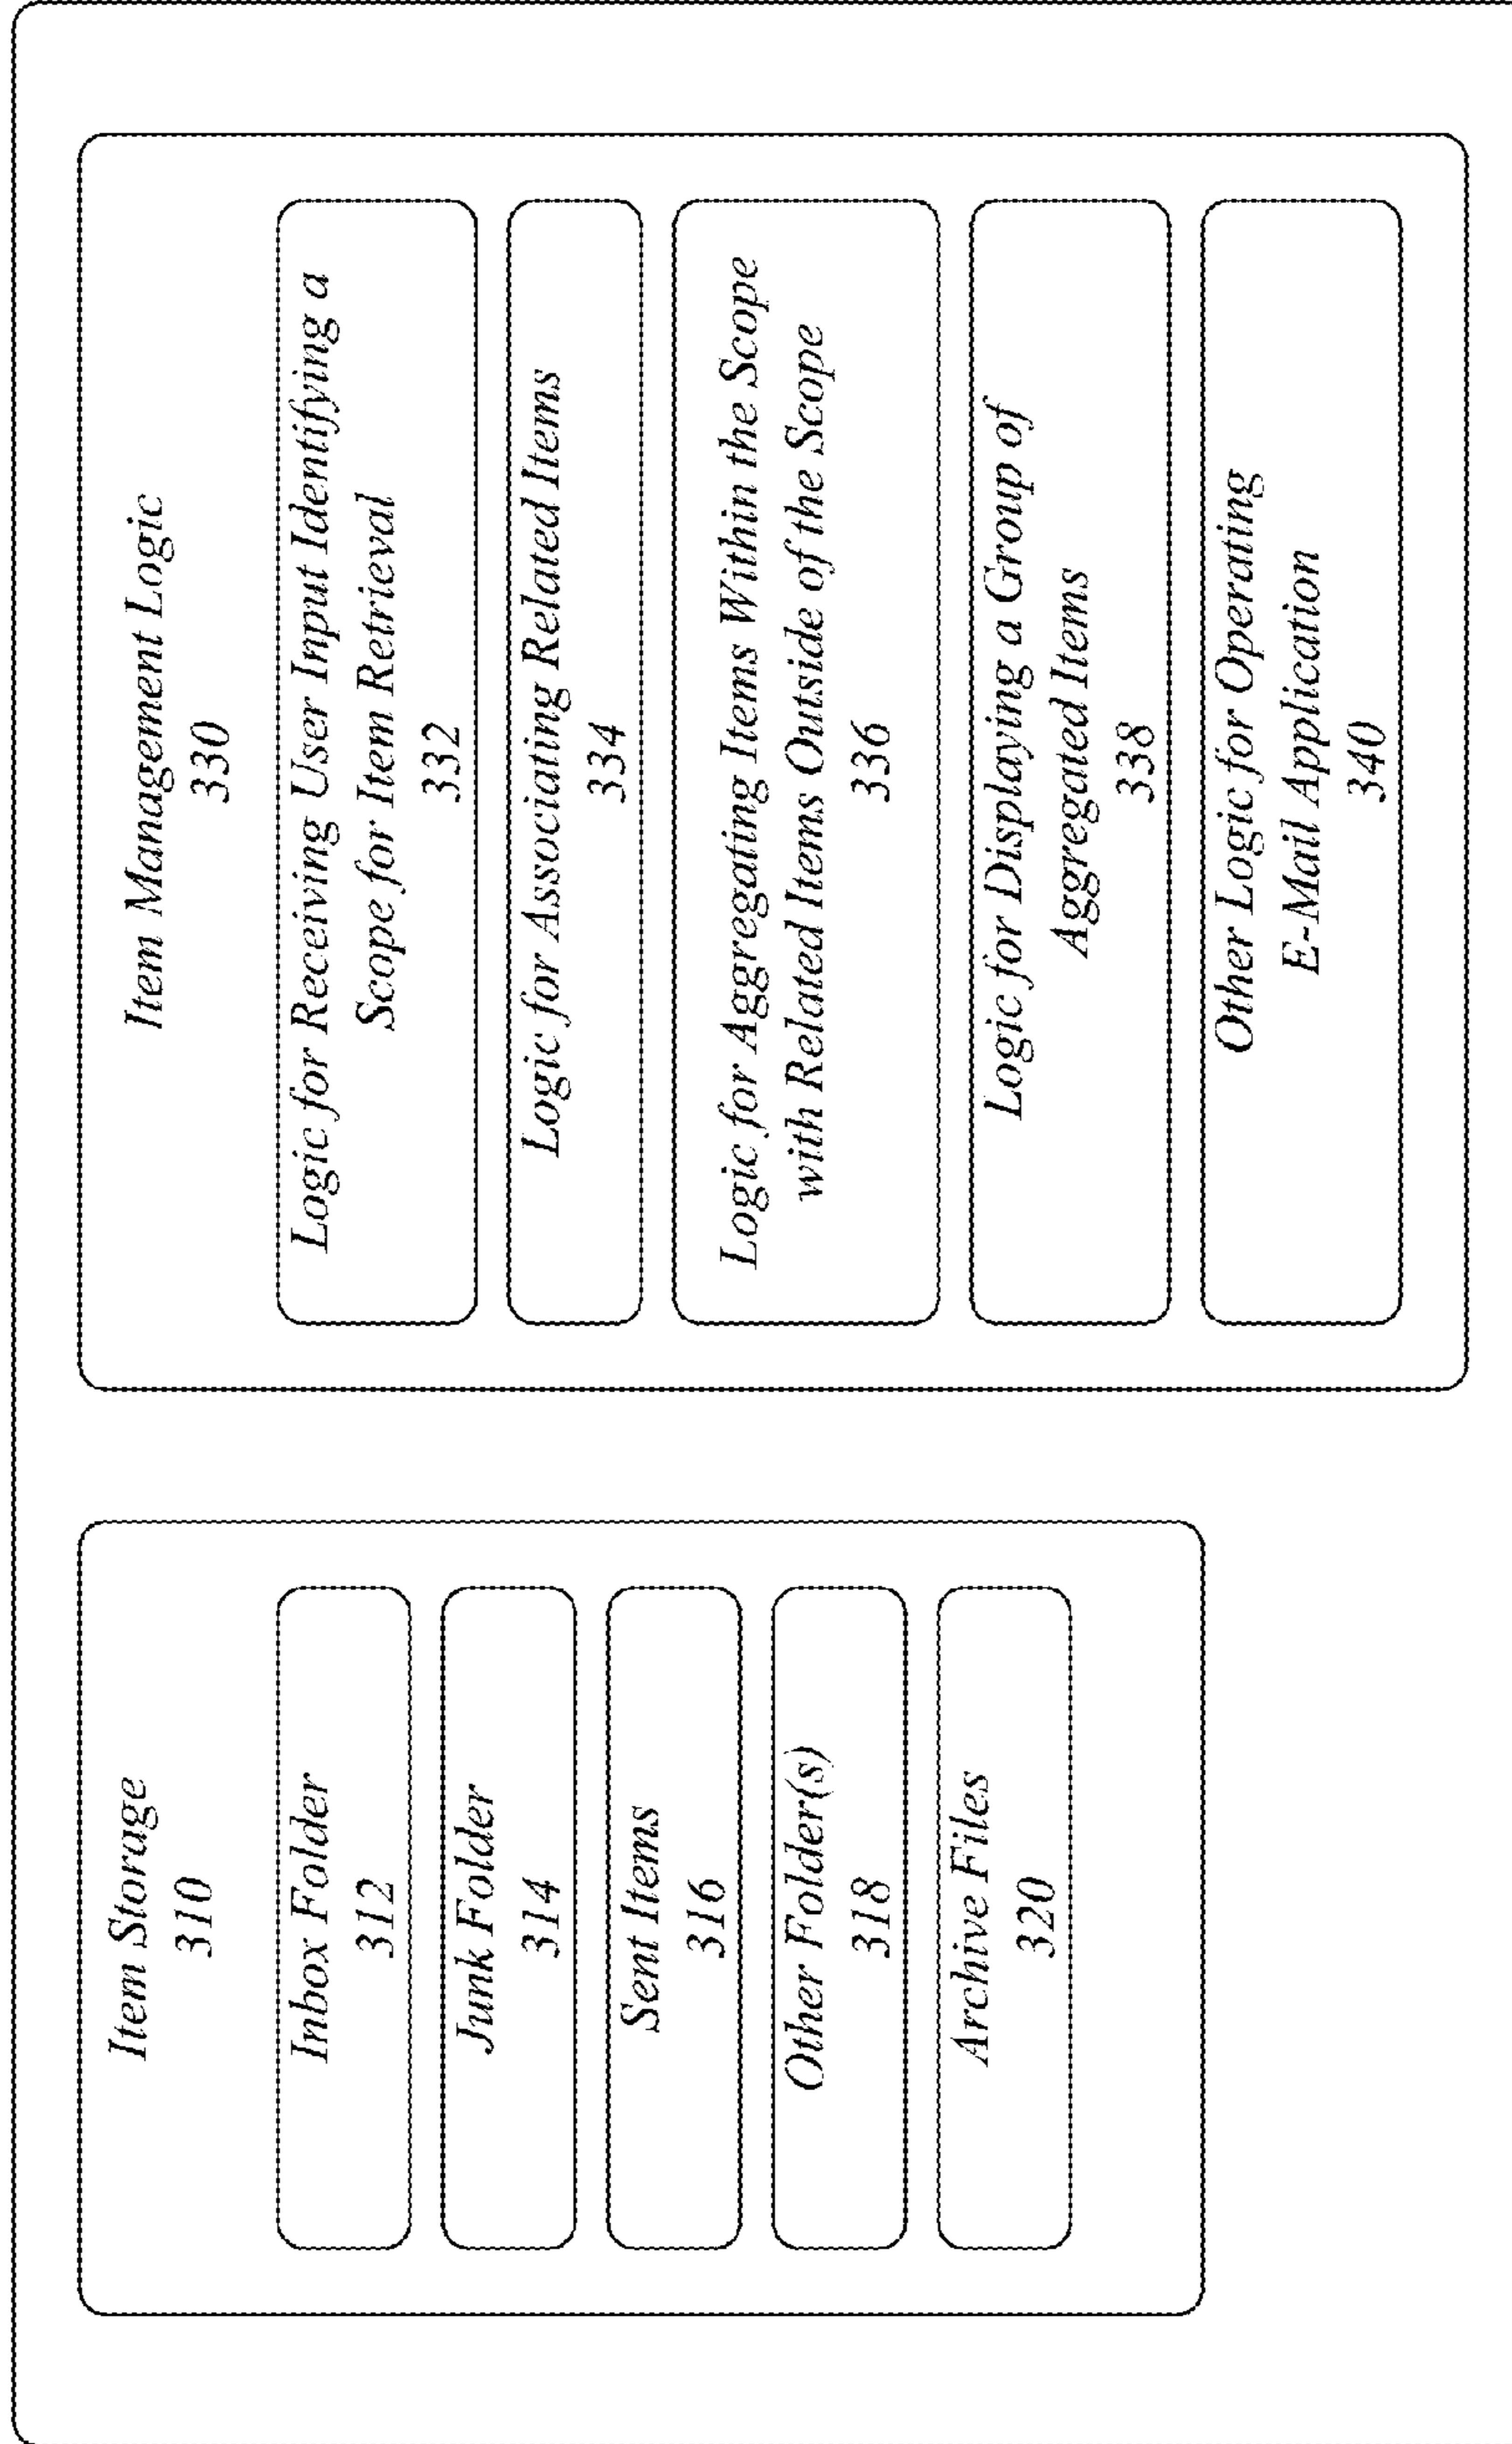 Item Storage
310
Inbox Folder
312
Junk Folder
314
Sent Items
316
Other Folder(s)
318
Archive Files
320
Item Management Logic
330
Logic for Receiving User Input Identifying a
Scope for Item Retrieval
332
Logic for Associating Related Items
334
Logic for Aggregating Items Within the Scope
with Related Items Outside of the Scope
336
Logic for Displaying a Group of
Aggregated Items
338
Other Logic for Operating
E-Mail Application
340